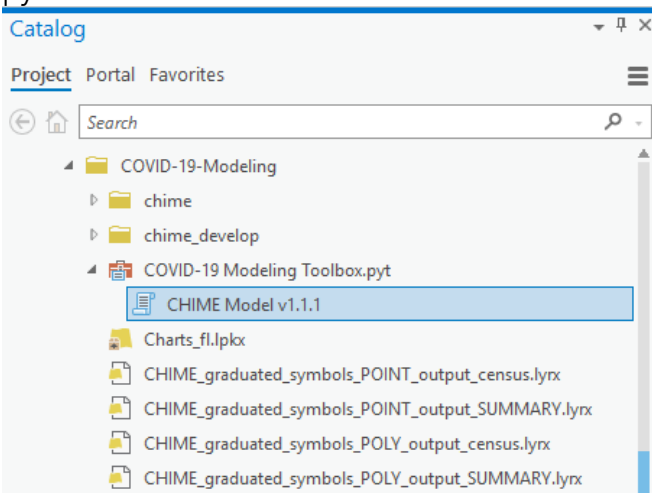 Catalog
Project Portal Favorites
Search
COVID-19-Modeling
chime
chime_develop
COVID-19 Modeling Toolbox.pyt
CHIME Model v1.1.1
Charts_fl.lpkx
CHIME_graduated_symbols_POINT_output_census.lyrx
CHIME_graduated_symbols_POINT_output_SUMMARY.lyrx
CHIME_graduated_symbols_POLY_output_census.lyrx
CHIME_graduated_symbols_POLY_output_SUMMARY.lyrx